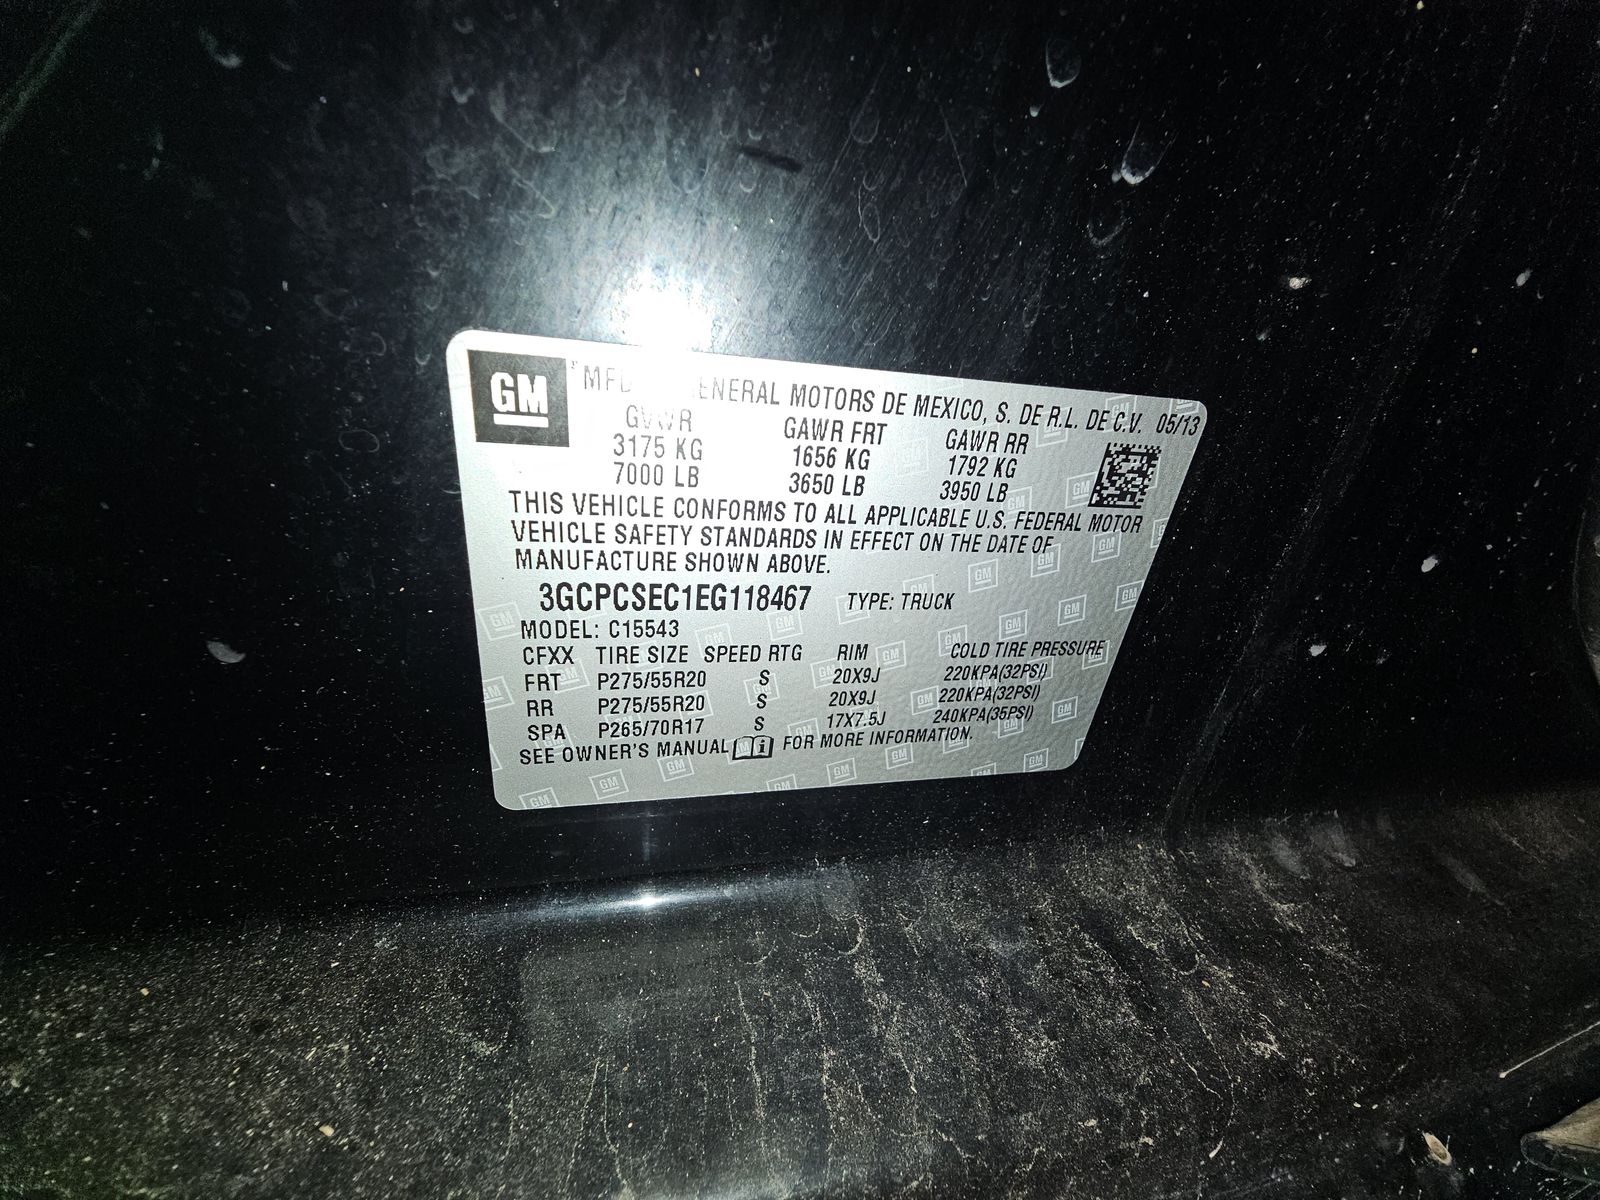 GM
MFD GENERAL MOTORS DE MEXICO, S. DE R.L. DE C.V. 05/13
GVWR GAWR FRT GAWR RR
3175 KG 1656 KG 1792 KG
7000 LB 3650 LB 3950 LB
THIS VEHICLE CONFORMS TO ALL APPLICABLE U.S. FEDERAL MOTOR
VEHICLE SAFETY STANDARDS IN EFFECT ON THE DATE OF
MANUFACTURE SHOWN ABOVE.
3GCPCSEC1EG118467 TYPE: TRUCK
MODEL: C15543
CFXX TIRE SIZE SPEED RTG RIM COLD TIRE PRESSURE
FRT P275/55R20 S 20X9J 220KPA(32PSI)
RR P275/55R20 S 20X9J 220KPA(32PSI)
SPA P265/70R17 S 17X7.5J 240KPA(35PSI)
SEE OWNER'S MANUAL i FOR MORE INFORMATION.